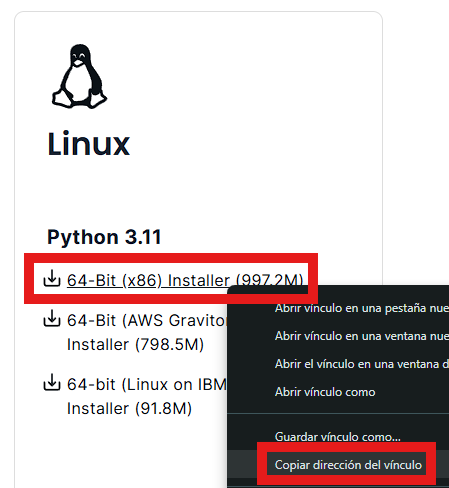 Linux
Python 3.11
64-Bit (x86) Installer (997.2M)
64-Bit (AWS Graviton
Installer (798.5M)
64-bit (Linux on IBM
Installer (91.8M)
Abrir vínculo en una pestaña nue
Abrir vínculo en una ventana nue
Abrir el vínculo en una ventana d
Abrir vínculo como
Guardar vínculo como...
Copiar dirección del vínculo